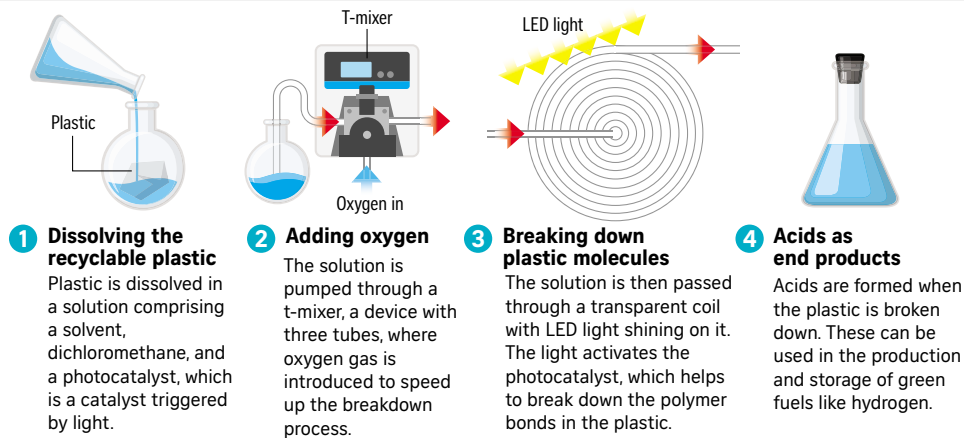 Plastic
1
Dissolving the
recyclable plastic
Plastic is dissolved in
a solution comprising
a solvent,
dichloromethane, and
a photocatalyst, which
is a catalyst triggered
by light.
T-mixer
Oxygen in
2
Adding oxygen
The solution is
pumped through a
t-mixer, a device with
three tubes, where
oxygen gas is
introduced to speed
up the breakdown
process.
LED light
3
Breaking down
plastic molecules
The solution is then passed
through a transparent coil
with LED light shining on it.
The light activates the
photocatalyst, which helps
to break down the polymer
bonds in the plastic.
4
Acids as
end products
Acids are formed when
the plastic is broken
down. These can be
used in the production
and storage of green
fuels like hydrogen.